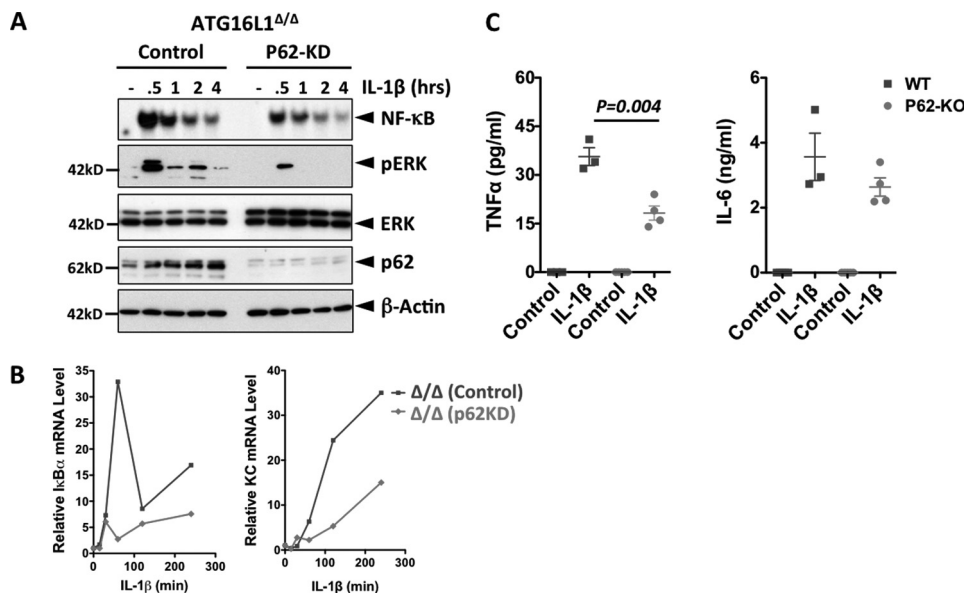 A
ATG16L1Δ/Δ
Control P62-KD
- .5 1 2 4 - .5 1 2 4 IL-1β (hrs)
NF-κB
42kD pERK
42kD ERK
62kD p62
42kD β-Actin
B
Relative IκBα mRNA Level
35
30
25
20
15
10
5
0
0 100 200 300
IL-1β (min)
Relative KC mRNA Level
40
30
20
10
0
0 100 200 300
IL-1β (min)
Δ/Δ (Control)
Δ/Δ (p62KD)
C
TNFα (pg/ml)
60
45
30
15
0
P=0.004
Control IL-1β Control IL-1β
IL-6 (ng/ml)
6
4
2
0
Control IL-1β Control IL-1β
WT
P62-KO